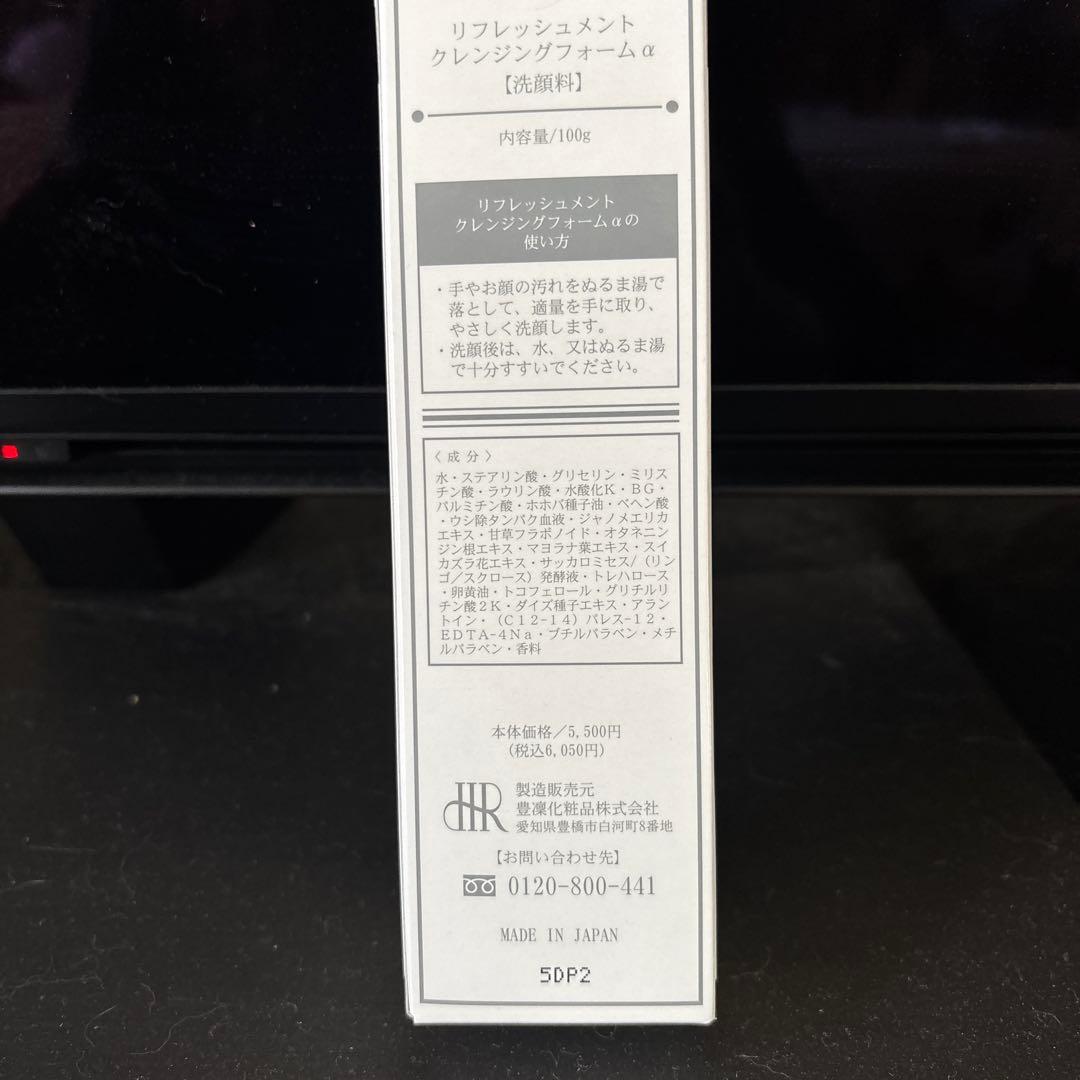 リフレッシュメント
クレンジングフォームα
【洗顔料】
内容量/100g
リフレッシュメント
クレンジングフォームαの
使い方
・手やお顔の汚れをぬるま湯で
落として、適量を手に取り、
やさしく洗顔します。
・洗顔後は、水、又はぬるま湯
で十分すすいでください。
〈成分〉
水・ステアリン酸・グリセリン・ミリス
チン酸・ラウリン酸・水酸化K・BG・
パルミチン酸・ホホバ種子油・ベヘン酸
・ウシ除タンパク血液・ジャノメエリカ
エキス・甘草フラボノイド・オタネニン
ジン根エキス・マヨラナ葉エキス・スイ
カズラ花エキス・サッカロミセス/（リン
ゴ／スクロース）発酵液・トレハロース
・卵黄油・トコフェロール・グリチルリ
チン酸2K・ダイズ種子エキス・アラン
トイン・（C12-14）パレス-12・
EDTA-4Na・ブチルパラベン・メチ
ルパラベン・香料
本体価格／5,500円
(税込6,050円)
HR
製造販売元
豊凜化粧品株式会社
愛知県豊橋市白河町8番地
【お問い合わせ先】
0120-800-441
MADE IN JAPAN
5DP2